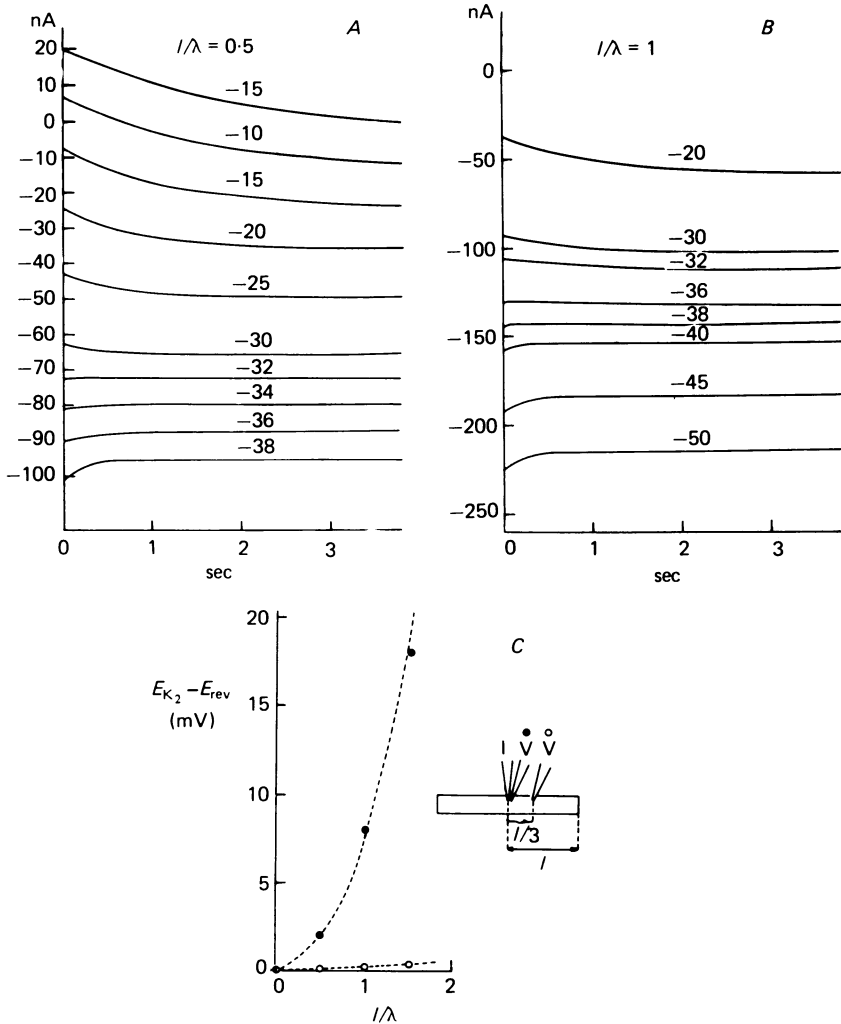 nA
A
l/λ = 0·5
20
10
0
−10
−20
−30
−40
−50
−60
−70
−80
−90
−100
−15
−10
−15
−20
−25
−30
−32
−34
−36
−38
0 1 2 3
sec
nA
B
l/λ = 1
−50
0
−50
−100
−150
−200
−250
−20
−30
−32
−36
−38
−40
−45
−50
0 1 2 3
sec
C
E_K₂ − E_rev
(mV)
20
15
10
5
0
0 1 2
l/λ
● ○
I V V
l/3
l